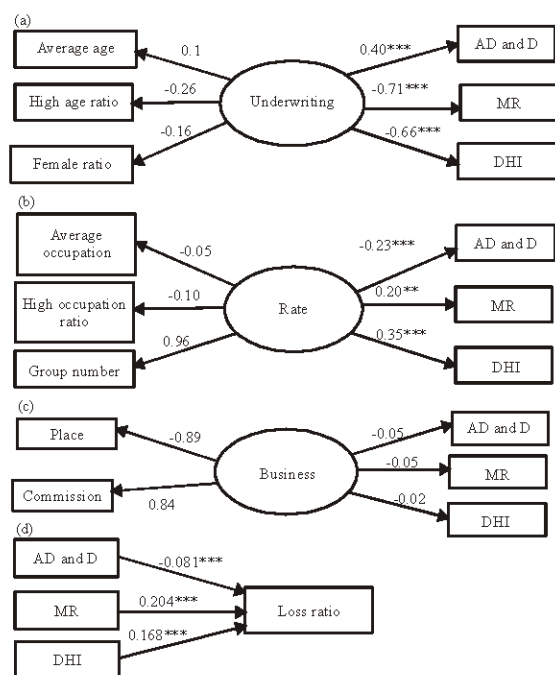 (a)
Average age
0.1
0.40***
AD and D
High age ratio
-0.26
Underwriting
-0.71***
MR
-0.16
-0.66***
Female ratio
DHI
(b)
Average
occupation
-0.05
-0.23***
AD and D
High occupation
ratio
-0.10
Rate
0.20**
MR
0.96
0.35***
Group number
DHI
(c)
Place
-0.89
-0.05
AD and D
Business
-0.05
MR
Commission
0.84
-0.02
DHI
(d)
AD and D
-0.081***
MR
0.204***
Loss ratio
0.168***
DHI